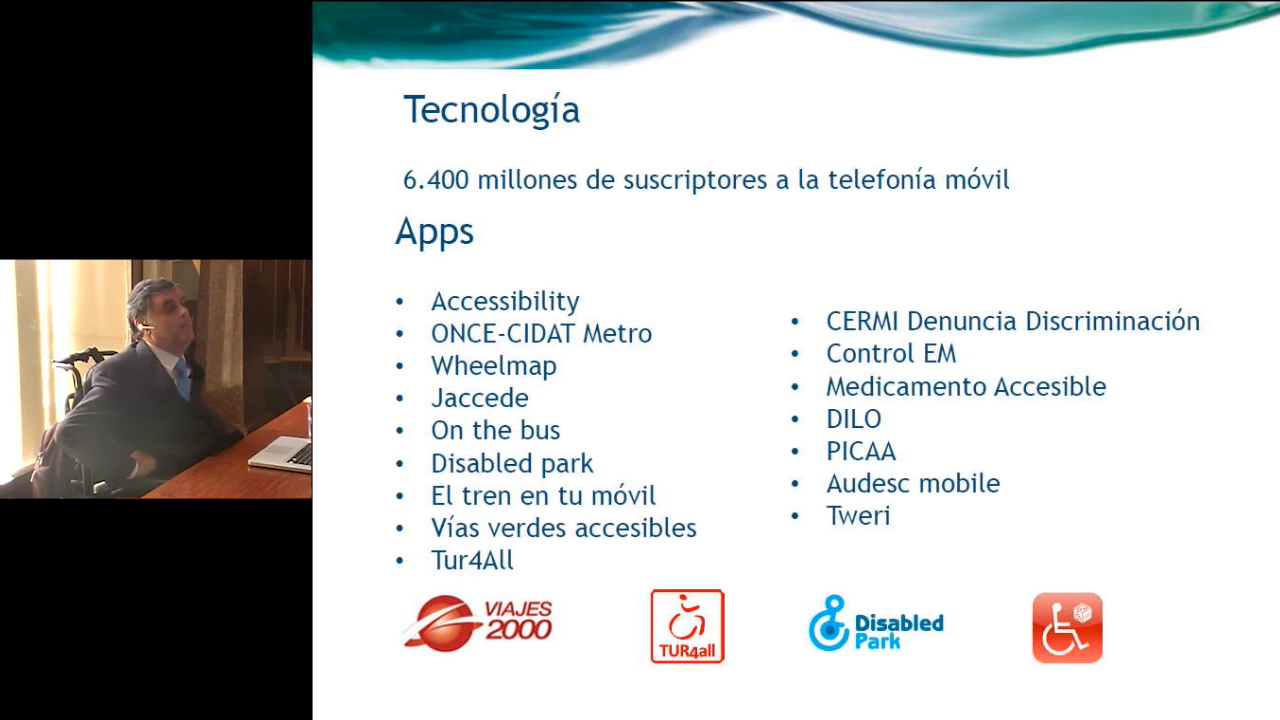 Tecnología
6.400 millones de suscriptores a la telefonía móvil
Apps
• Accessibility
• ONCE-CIDAT Metro
• Wheelmap
• Jaccede
• On the bus
• Disabled park
• El tren en tu móvil
• Vías verdes accesibles
• Tur4All
• CERMI Denuncia Discriminación
• Control EM
• Medicamento Accesible
• DILO
• PICAA
• Audesc mobile
• Tweri
VIAJES
2000
TUR4all
Disabled
Park